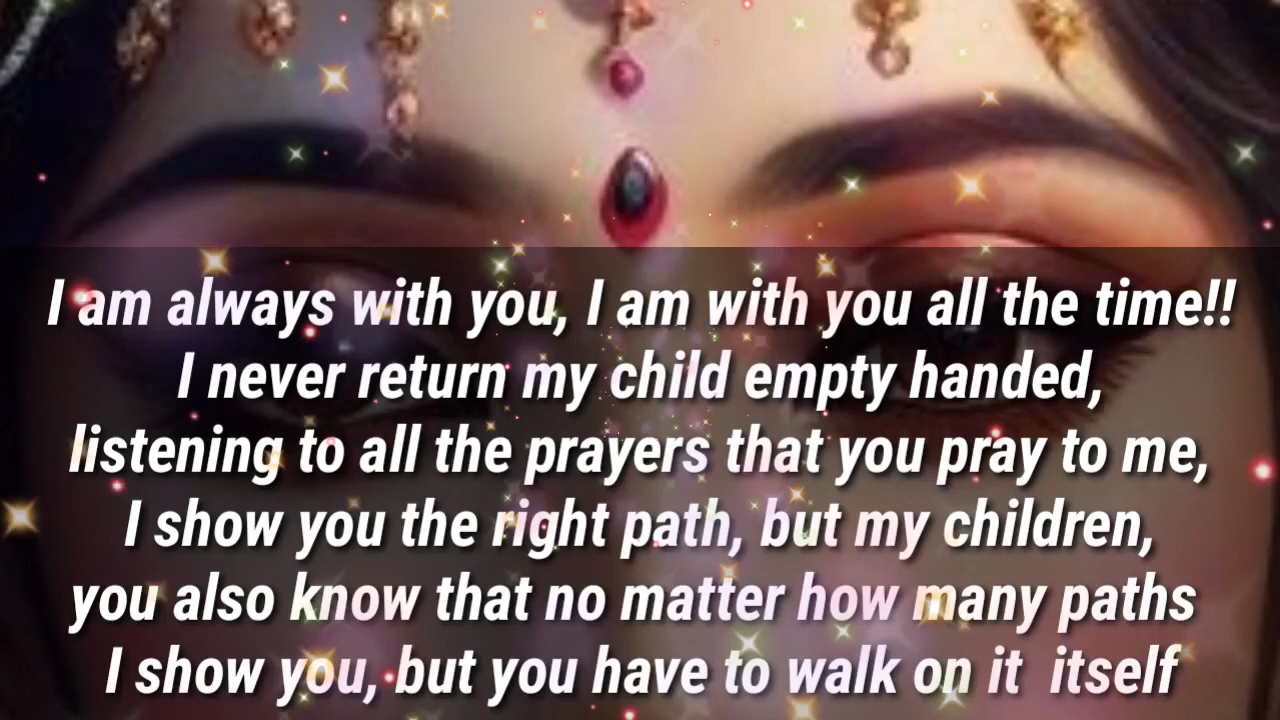 I am always with you, I am with you all the time!!
I never return my child empty handed,
listening to all the prayers that you pray to me,
I show you the right path, but my children,
you also know that no matter how many paths
I show you, but you have to walk on it  itself